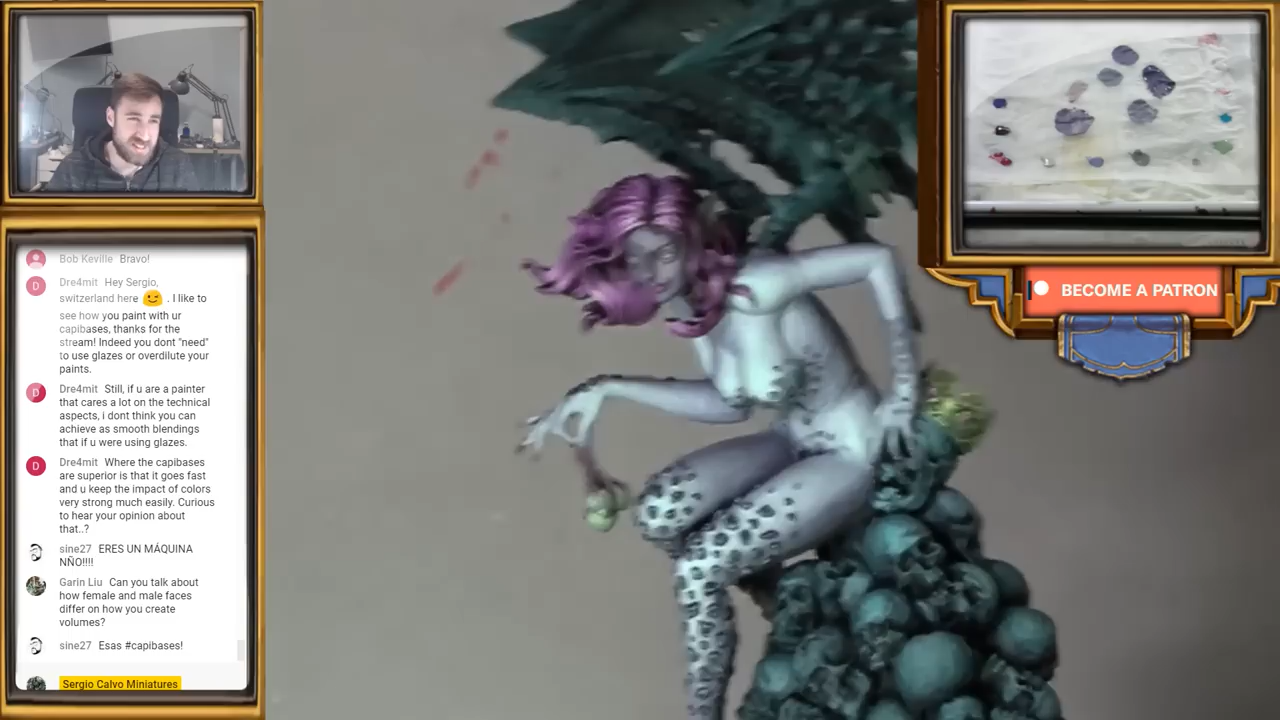 Bob Keville Bravo!
Dre4mit Hey Sergio,
switzerland here 😉 . I like to
see how you paint with ur
capibases, thanks for the
stream! Indeed you dont "need"
to use glazes or overdilute your
paints.
Dre4mit Still, if u are a painter
that cares a lot on the technical
aspects, i dont think you can
achieve as smooth blendings
that if u were using glazes.
Dre4mit Where the capibases
are superior is that it goes fast
and u keep the impact of colors
very strong much easily. Curious
to hear your opinion about
that..?
sine27 ERES UN MÁQUINA
NÑO!!!!
Garin Liu Can you talk about
how female and male faces
differ on how you create
volumes?
sine27 Esas #capibases!
Sergio Calvo Miniatures
BECOME A PATRON